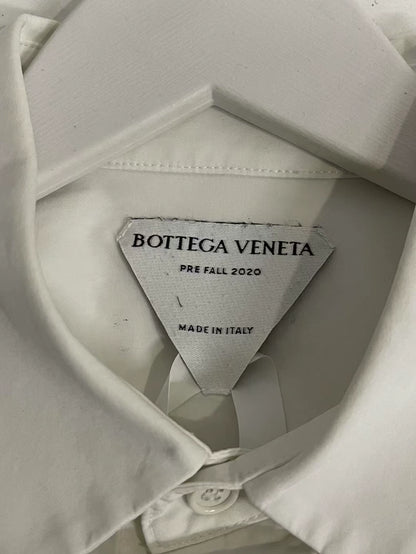 BOTTEGA VENETA
PRE FALL 2020
MADE IN ITALY